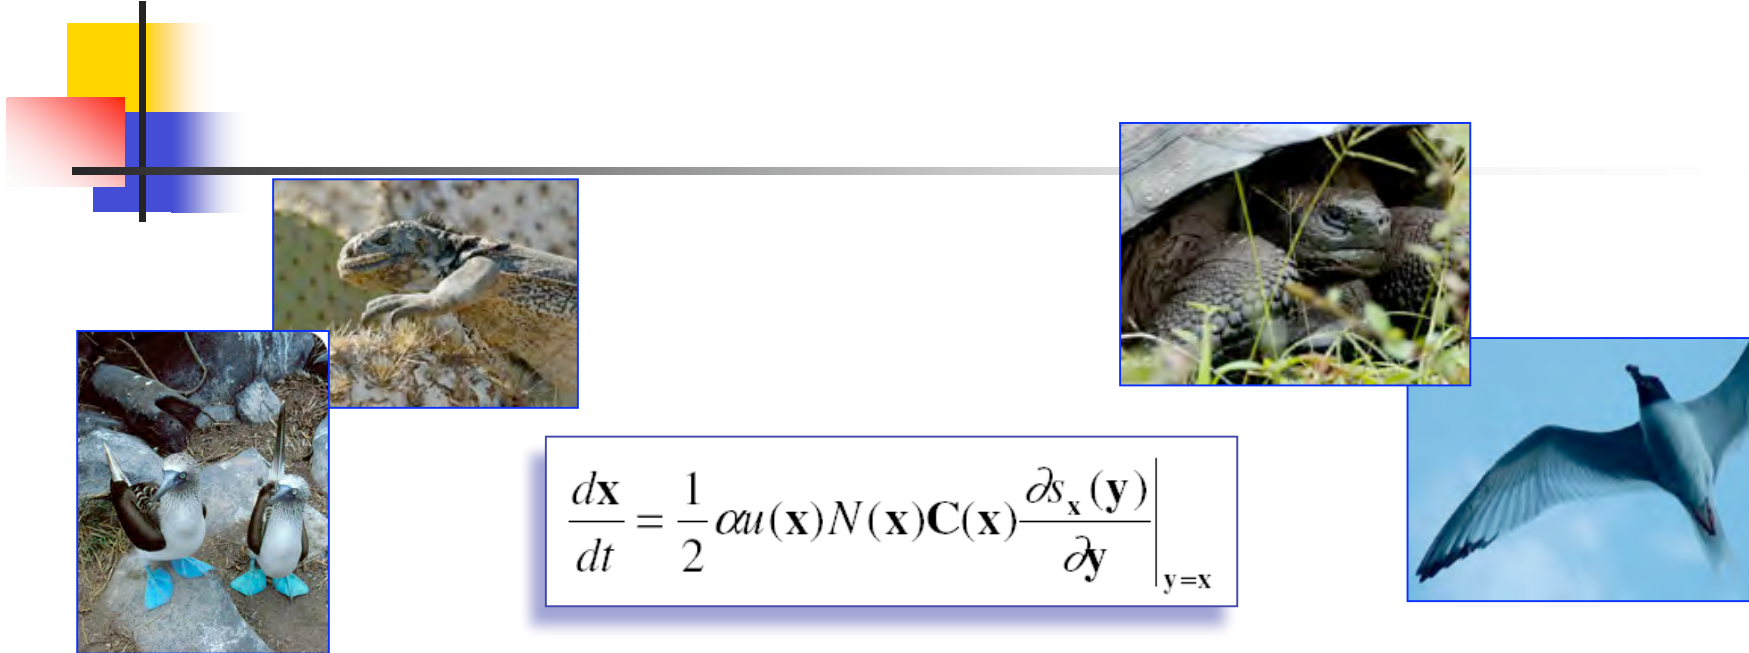 d𝐱/dt = 1/2 αu(𝐱)N(𝐱)𝐂(𝐱) ∂s_𝐱(𝐲)/∂𝐲 |_{𝐲=𝐱}